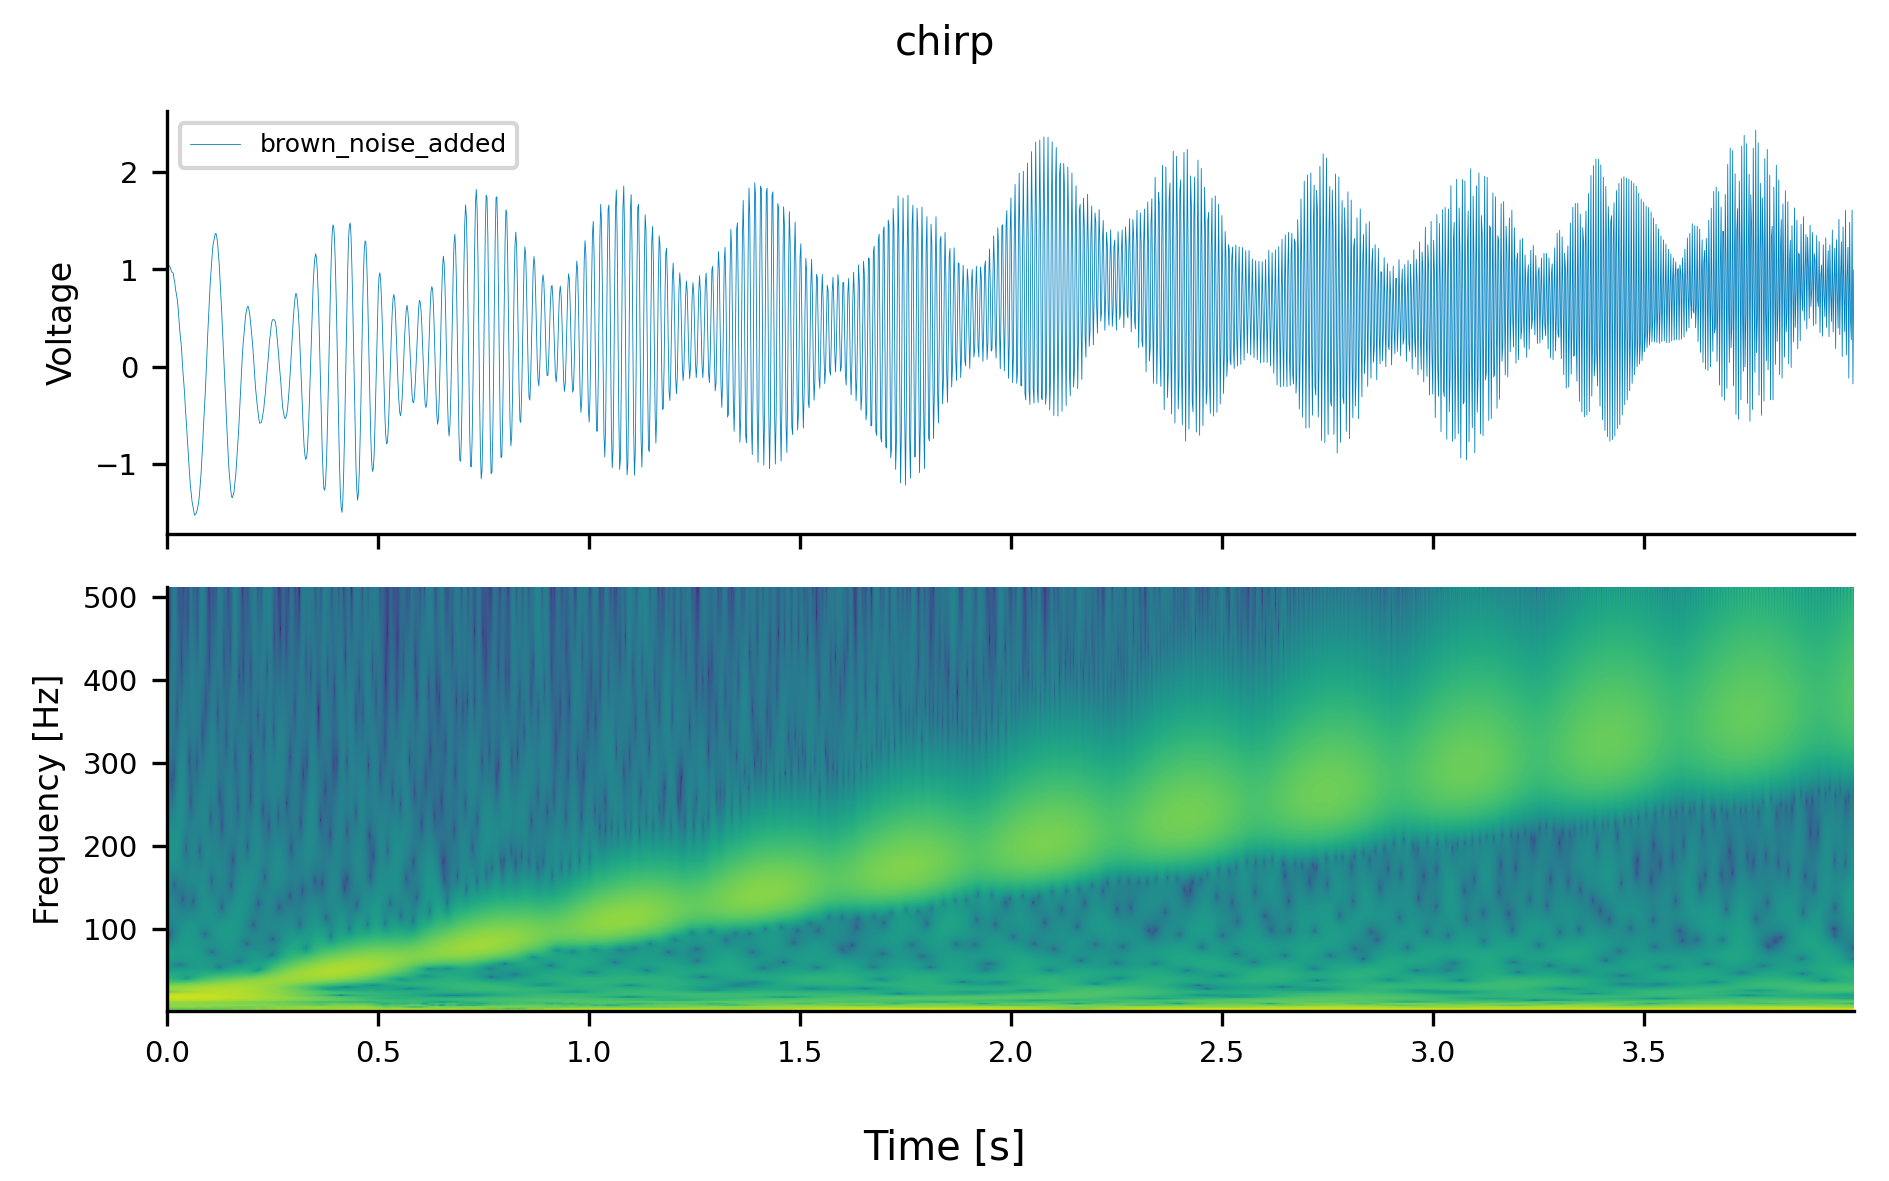 chirp
brown_noise_added
Voltage
2
1
0
−1
Frequency [Hz]
500
400
300
200
100
0.0 0.5 1.0 1.5 2.0 2.5 3.0 3.5
Time [s]